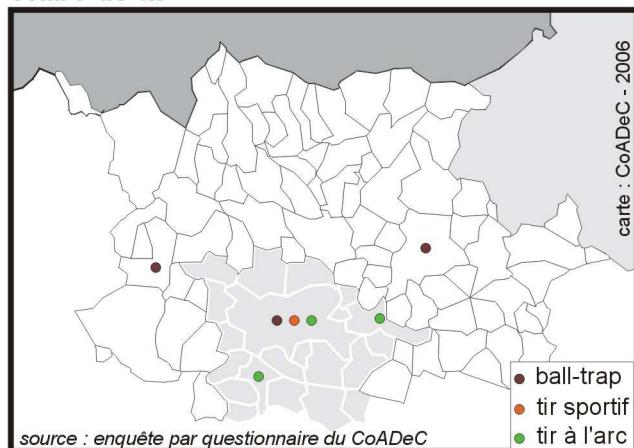 carte : CoADeC - 2006
ball-trap
tir sportif
tir à l'arc
source : enquête par questionnaire du CoADeC